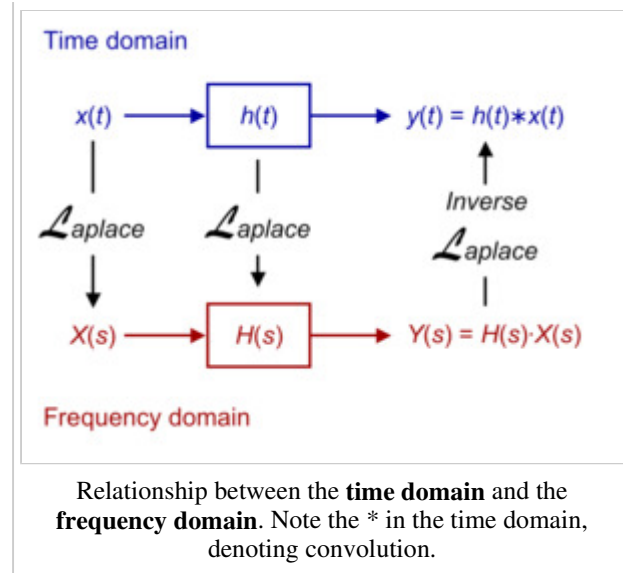 Time domain
x(t) h(t) y(t) = h(t)∗x(t)
Inverse
ℒaplace ℒaplace ℒaplace
X(s) H(s) Y(s) = H(s)·X(s)
Frequency domain
Relationship between the time domain and the
frequency domain. Note the * in the time domain,
denoting convolution.